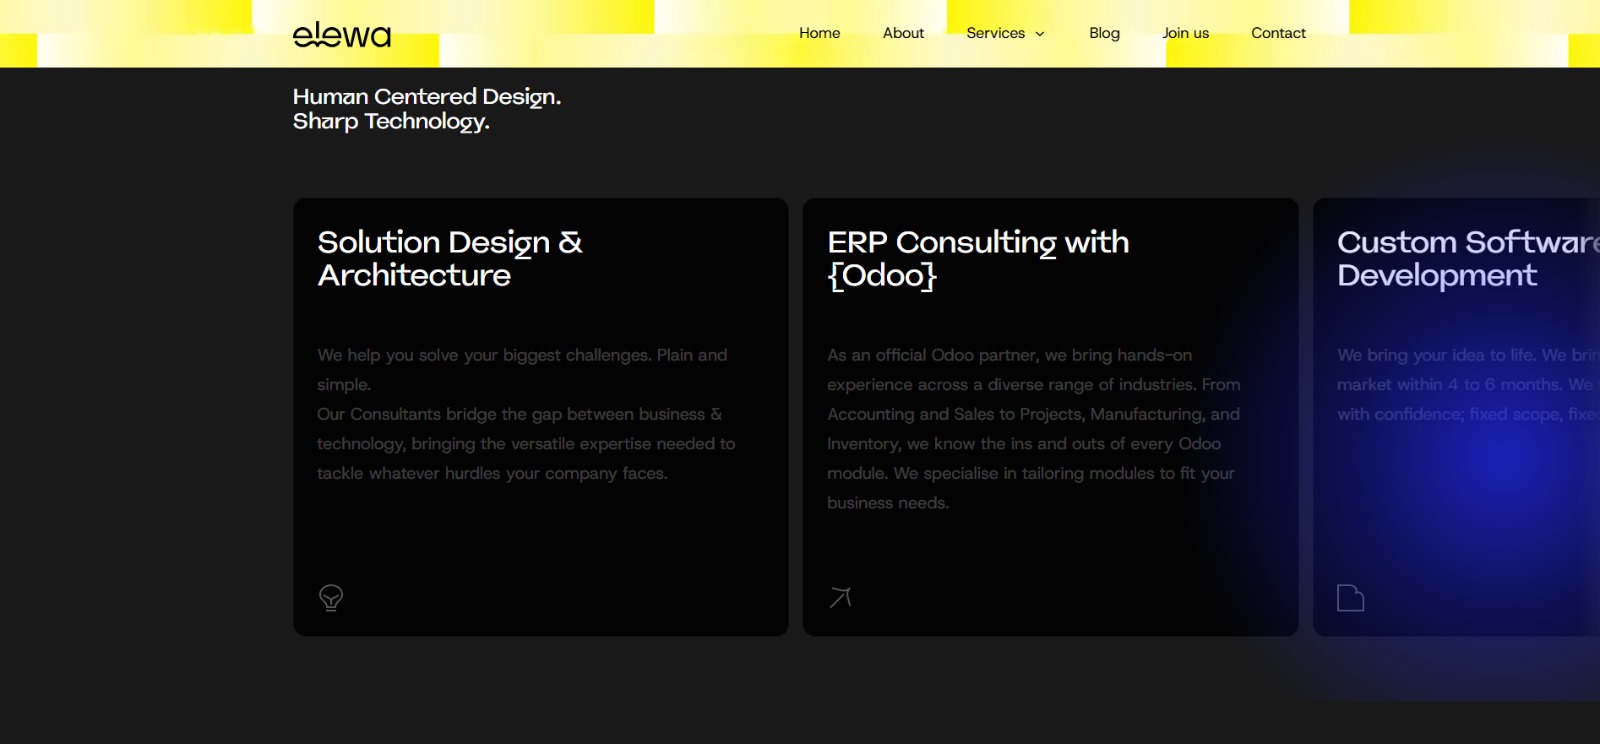 elewa
Home About Services Blog Join us Contact
Human Centered Design.
Sharp Technology.
Solution Design &
Architecture
We help you solve your biggest challenges. Plain and
simple.
Our Consultants bridge the gap between business &
technology, bringing the versatile expertise needed to
tackle whatever hurdles your company faces.
ERP Consulting with
{Odoo}
As an official Odoo partner, we bring hands-on
experience across a diverse range of industries. From
Accounting and Sales to Projects, Manufacturing, and
Inventory, we know the ins and outs of every Odoo
module. We specialise in tailoring modules to fit your
business needs.
Custom Software
Development
We bring your idea to life. We
market within 4 to 6 months. We
with confidence; fixed scope,